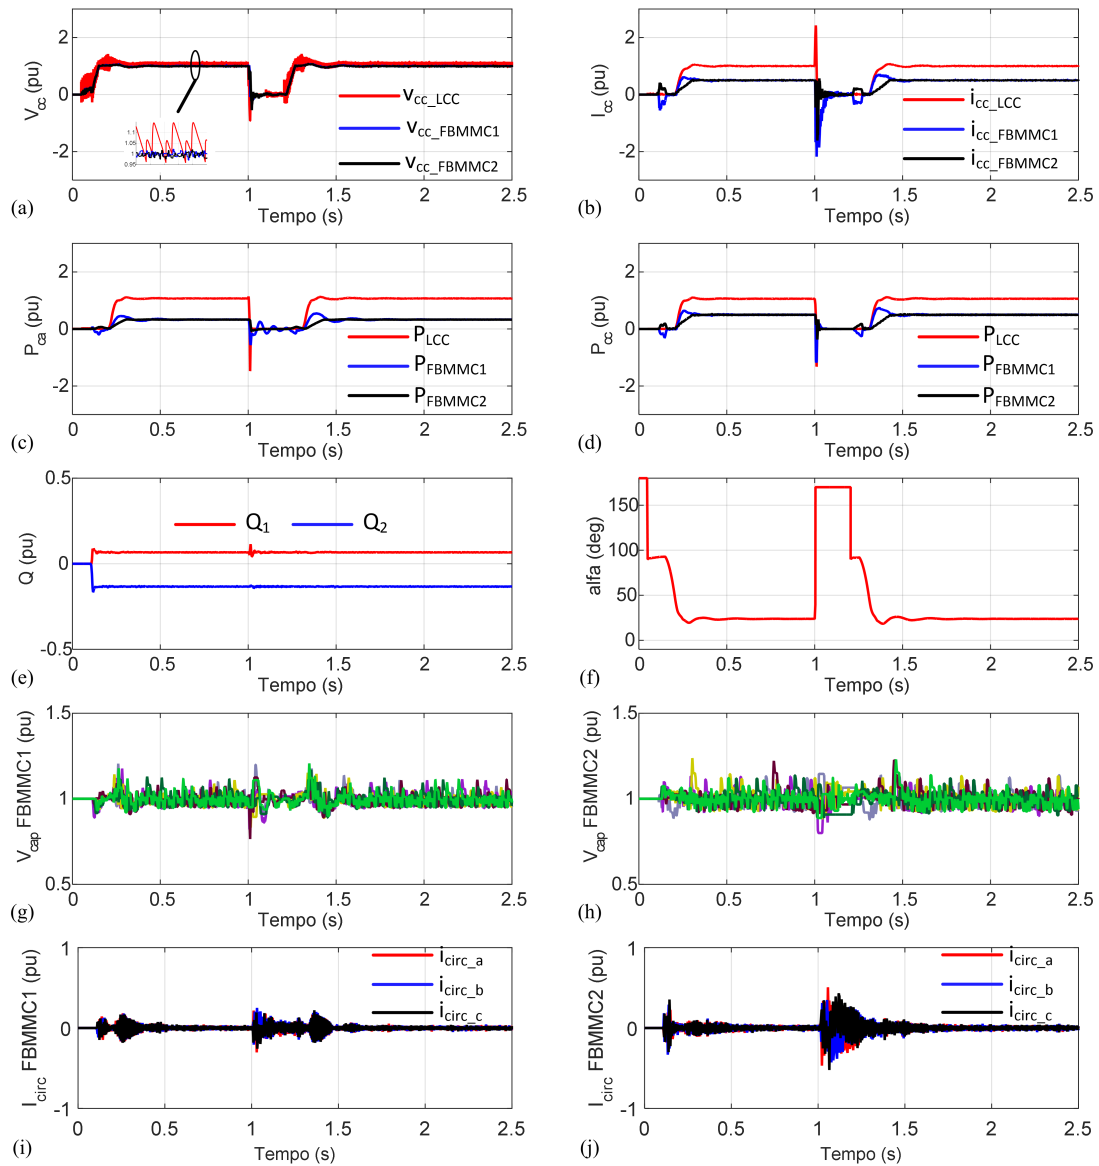 V_cc (pu)
2
0
-2
v_cc_LCC
v_cc_FBMMC1
v_cc_FBMMC2
1.1
1.05
1
0.95
0 0.5 1 1.5 2 2.5
(a) Tempo (s)
I_cc (pu)
2
0
-2
i_cc_LCC
i_cc_FBMMC1
i_cc_FBMMC2
0 0.5 1 1.5 2 2.5
(b) Tempo (s)
P_ca (pu)
2
0
-2
P_LCC
P_FBMMC1
P_FBMMC2
0 0.5 1 1.5 2 2.5
(c) Tempo (s)
P_cc (pu)
2
0
-2
P_LCC
P_FBMMC1
P_FBMMC2
0 0.5 1 1.5 2 2.5
(d) Tempo (s)
Q (pu)
0.5
0
-0.5
Q_1 Q_2
0 0.5 1 1.5 2 2.5
(e) Tempo (s)
alfa (deg)
150
100
50
0
0 0.5 1 1.5 2 2.5
(f) Tempo (s)
V_cap FBMMC1 (pu)
1.5
1
0.5
0 0.5 1 1.5 2 2.5
(g) Tempo (s)
V_cap FBMMC2 (pu)
1.5
1
0.5
0 0.5 1 1.5 2 2.5
(h) Tempo (s)
I_circ FBMMC1 (pu)
1
0
-1
i_circ_a
i_circ_b
i_circ_c
0 0.5 1 1.5 2 2.5
(i) Tempo (s)
I_circ FBMMC2 (pu)
1
0
-1
i_circ_a
i_circ_b
i_circ_c
0 0.5 1 1.5 2 2.5
(j) Tempo (s)